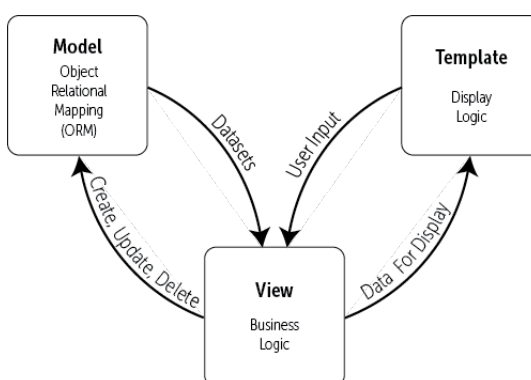 Model
Object
Relational
Mapping
(ORM)
Template
Display
Logic
Datasets
User Input
Create, Update, Delete
Data For Display
View
Business
Logic